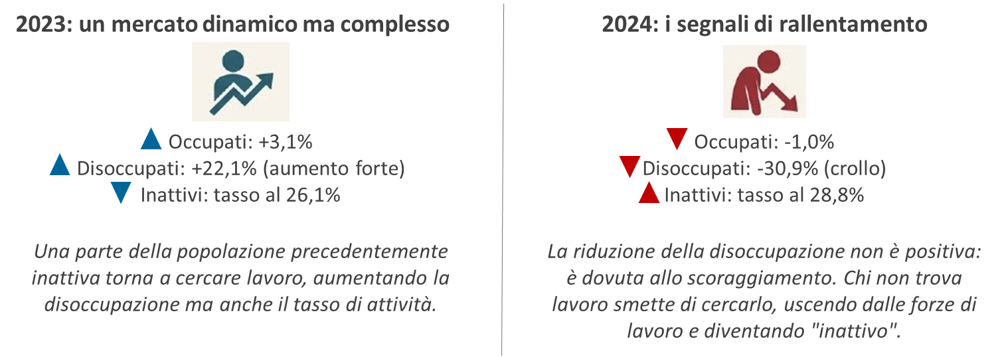 2023: un mercato dinamico ma complesso
Occupati: +3,1%
Disoccupati: +22,1% (aumento forte)
Inattivi: tasso al 26,1%
Una parte della popolazione precedentemente
inattiva torna a cercare lavoro, aumentando la
disoccupazione ma anche il tasso di attività.
2024: i segnali di rallentamento
Occupati: -1,0%
Disoccupati: -30,9% (crollo)
Inattivi: tasso al 28,8%
La riduzione della disoccupazione non è positiva:
è dovuta allo scoraggiamento. Chi non trova
lavoro smette di cercarlo, uscendo dalle forze di
lavoro e diventando "inattivo".